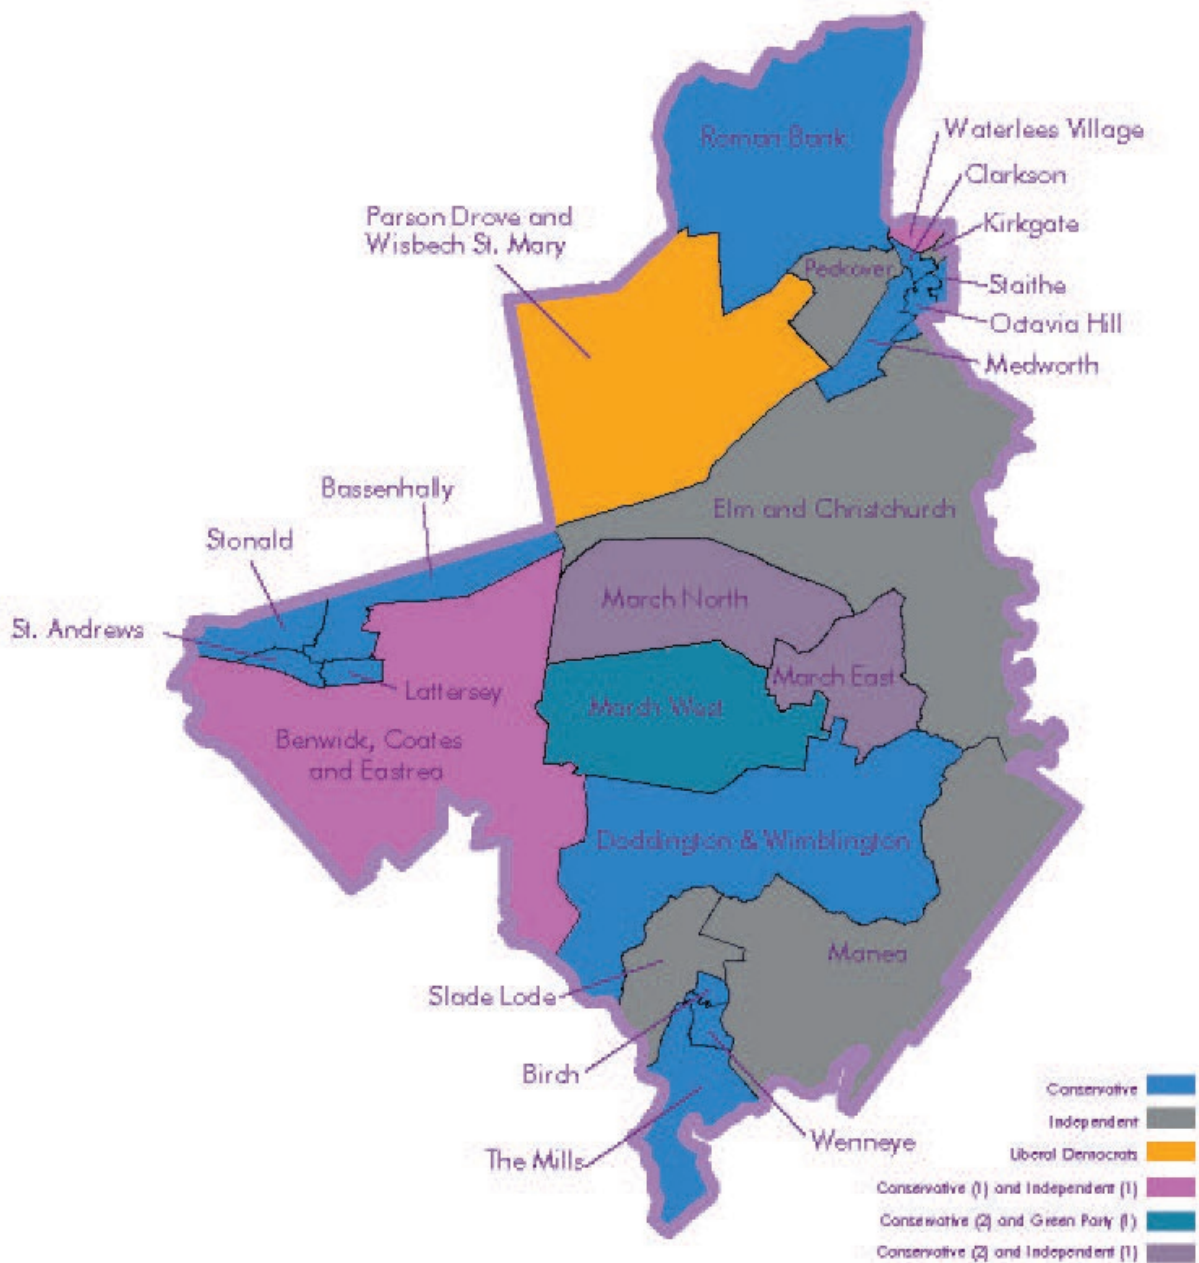 Roman Bank
Waterlees Village
Clarkson
Kirkgate
Parson Drove and
Wisbech St. Mary
Peckover
Staithe
Octavia Hill
Medworth
Bassenhally
Elm and Christchurch
Stonald
March North
St. Andrews
March East
Lattersey
March West
Benwick, Coates
and Eastrea
Doddington & Wimblington
Manea
Slade Lode
Birch
Wenneye
The Mills
Conservative
Independent
Liberal Democrats
Conservative (1) and Independent (1)
Conservative (2) and Green Party (1)
Conservative (2) and Independent (1)